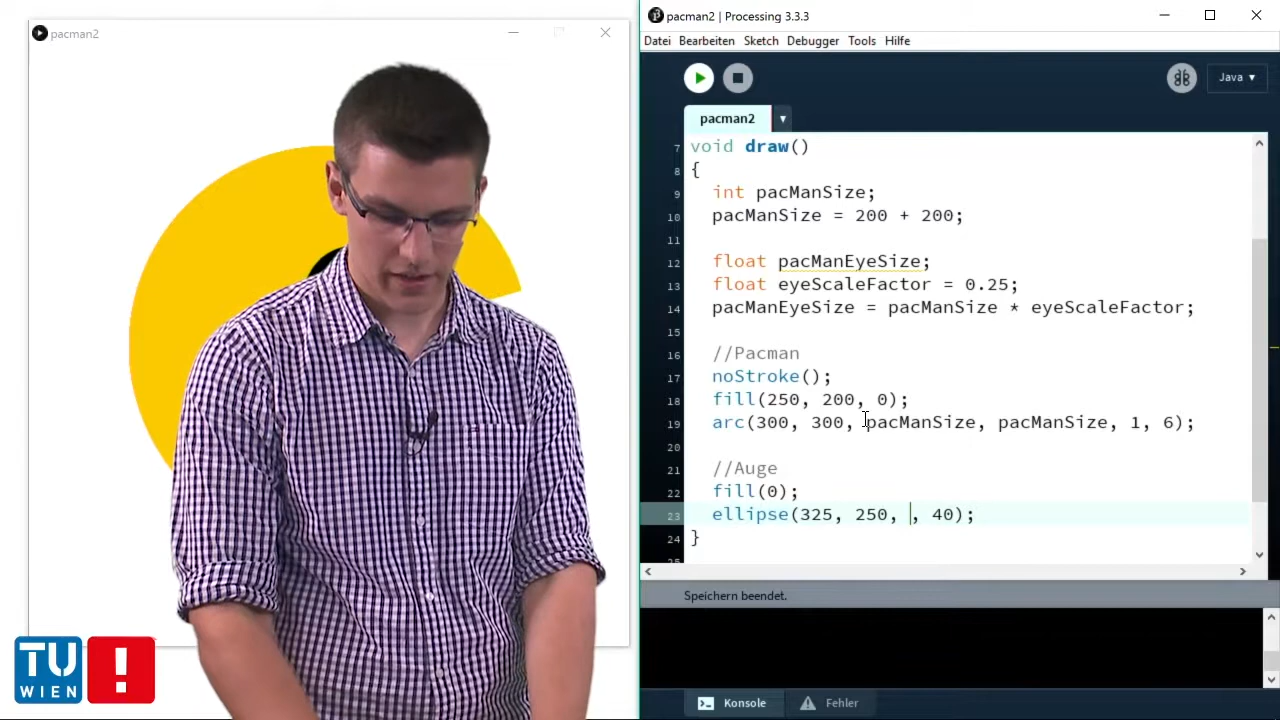 pacman2
pacman2 | Processing 3.3.3
Datei Bearbeiten Sketch Debugger Tools Hilfe
Java ▾
pacman2 ▾
7 void draw()
8 {
9 int pacManSize;
10 pacManSize = 200 + 200;
11
12 float pacManEyeSize;
13 float eyeScaleFactor = 0.25;
14 pacManEyeSize = pacManSize * eyeScaleFactor;
15
16 //Pacman
17 noStroke();
18 fill(250, 200, 0);
19 arc(300, 300, pacManSize, pacManSize, 1, 6);
20
21 //Auge
22 fill(0);
23 ellipse(325, 250, , 40);
24 }
25
Speichern beendet.
Konsole Fehler
TU
WIEN
!